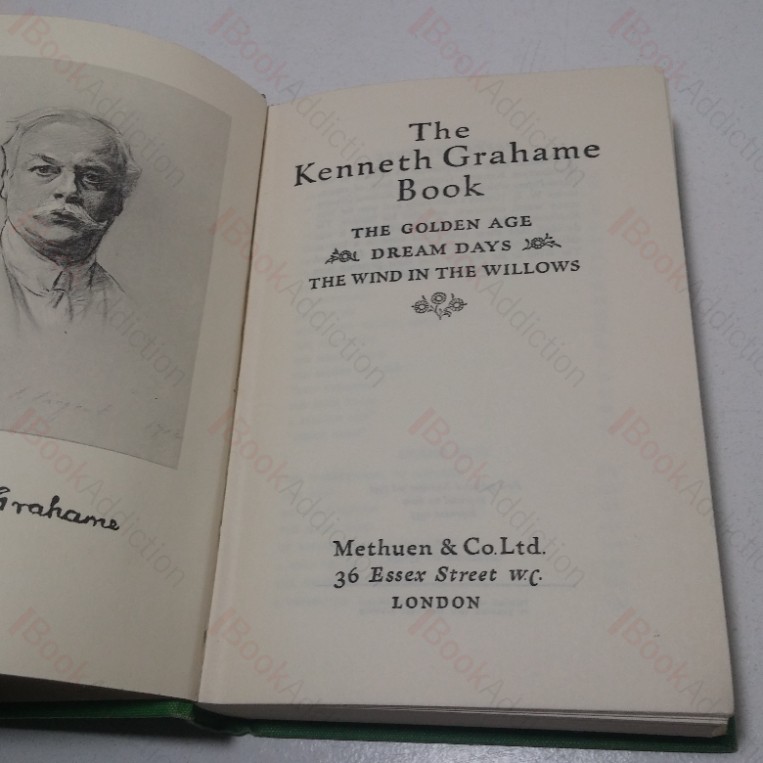 The
Kenneth Grahame
Book
THE GOLDEN AGE
DREAM DAYS
THE WIND IN THE WILLOWS
Methuen & Co. Ltd.
36 Essex Street W.C.
LONDON
Grahame
BookAddiction